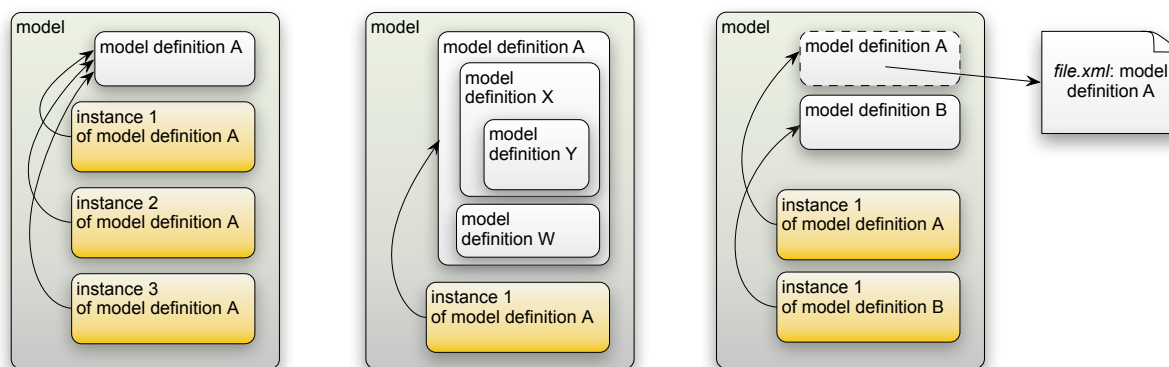 model
model definition A
instance 1
of model definition A
instance 2
of model definition A
instance 3
of model definition A
model
model definition A
model
definition X
model
definition Y
model
definition W
instance 1
of model definition A
model
model definition A
model definition B
instance 1
of model definition A
instance 1
of model definition B
file.xml: model
definition A